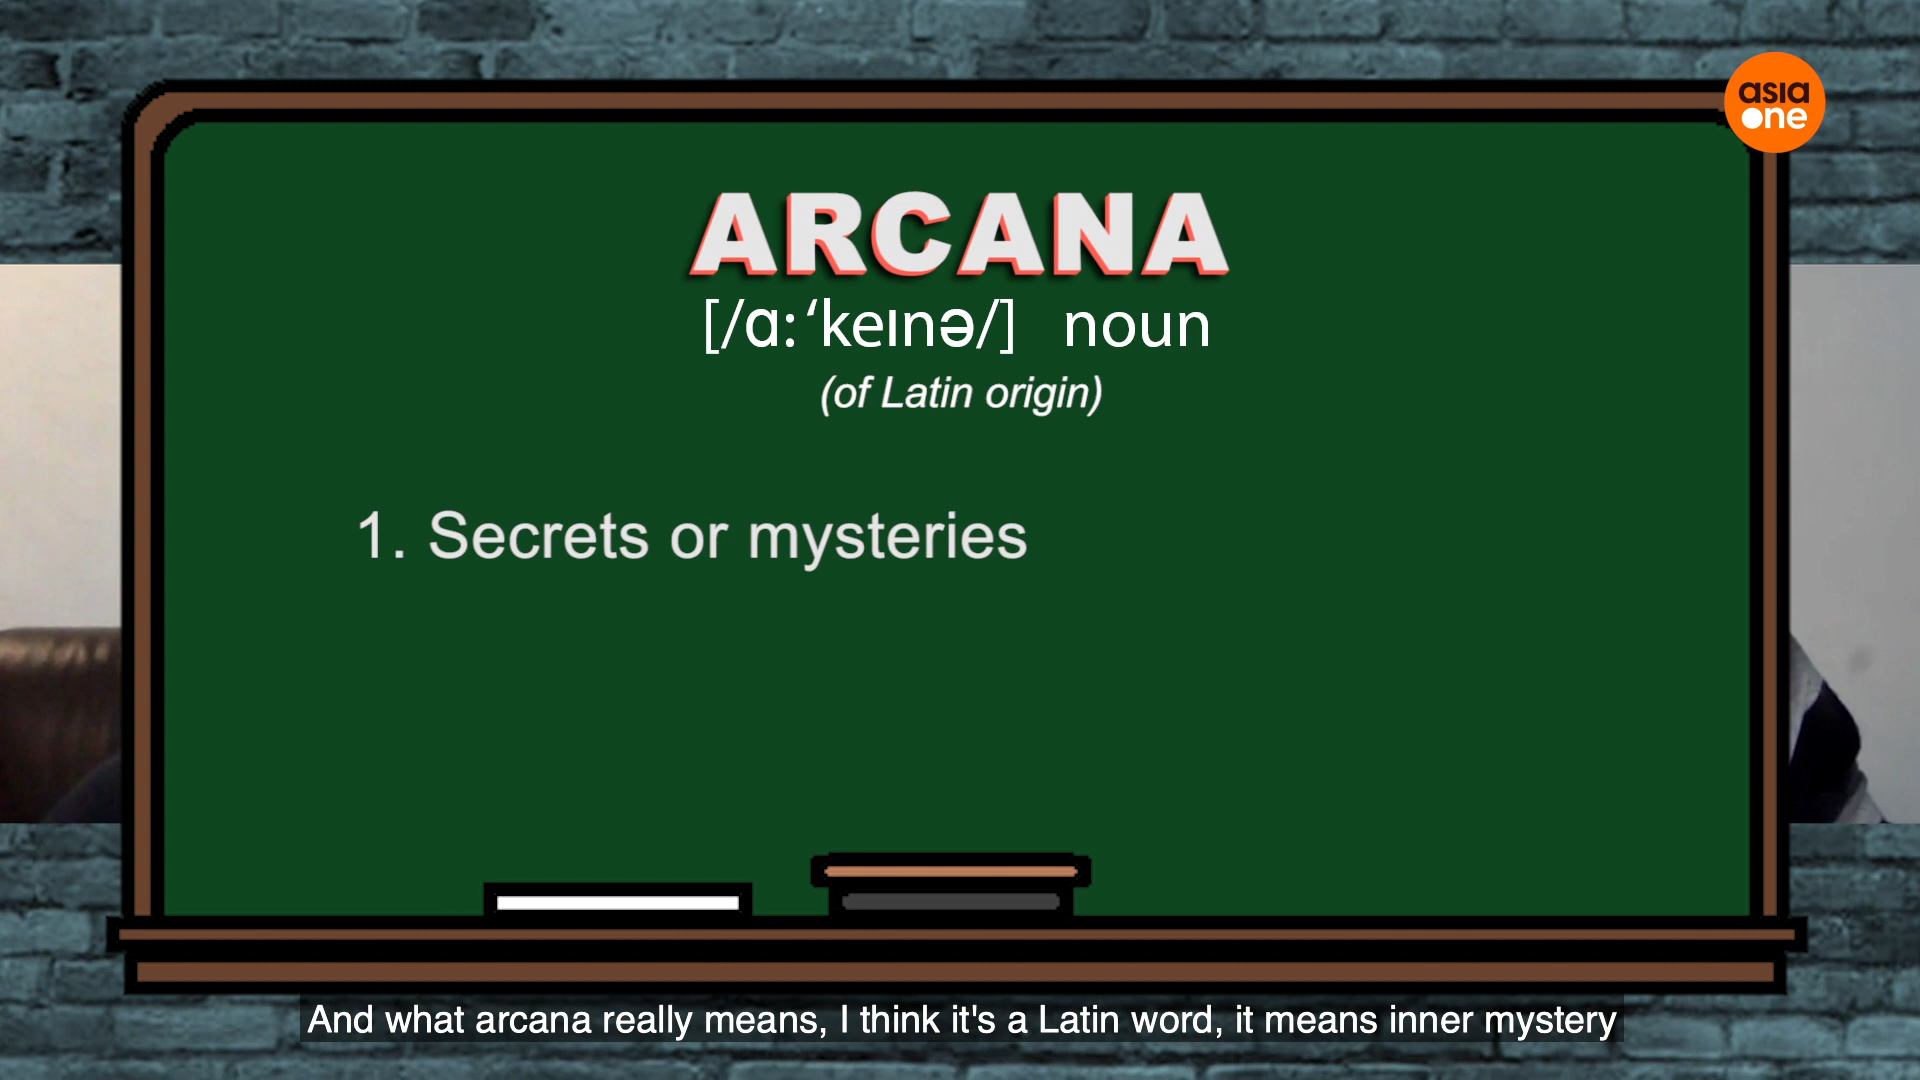 asia
one
ARCANA
[/ɑ:‘keɪnə/] noun
(of Latin origin)
1. Secrets or mysteries
And what arcana really means, I think it's a Latin word, it means inner mystery